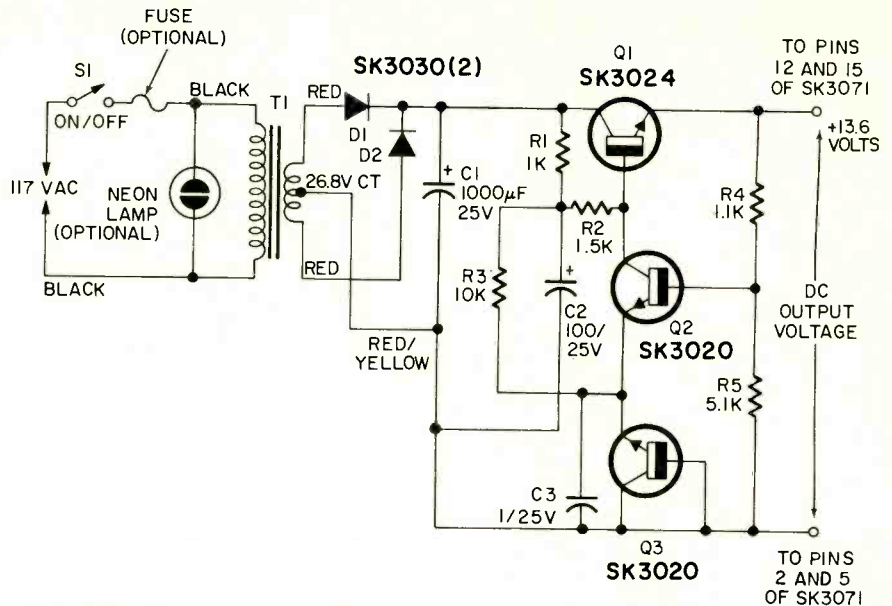 FUSE
(OPTIONAL)
S1
ON/OFF
BLACK
T1
RED
SK3030(2)
D1
D2
Q1
SK3024
TO PINS
12 AND 15
OF SK3071
+13.6
VOLTS
117 VAC
NEON
LAMP
(OPTIONAL)
26.8V CT
+
C1
1000µF
25V
R1
1K
R2
1.5K
R4
1.1K
R3
10K
+
C2
100/
25V
Q2
SK3020
DC
OUTPUT
VOLTAGE
BLACK
RED
RED/
YELLOW
R5
5.1K
C3
1/25V
Q3
SK3020
TO PINS
2 AND 5
OF SK3071